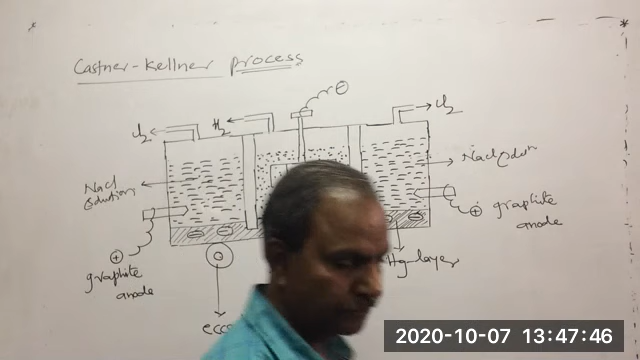 Castner-Kellner process
Cl2
H2
⊖
Cl2
NaCl
solution
NaCl soln
⊕
graphite
anode
⊕ graphite
anode
Hg-layer
2020-10-07 13:47:46